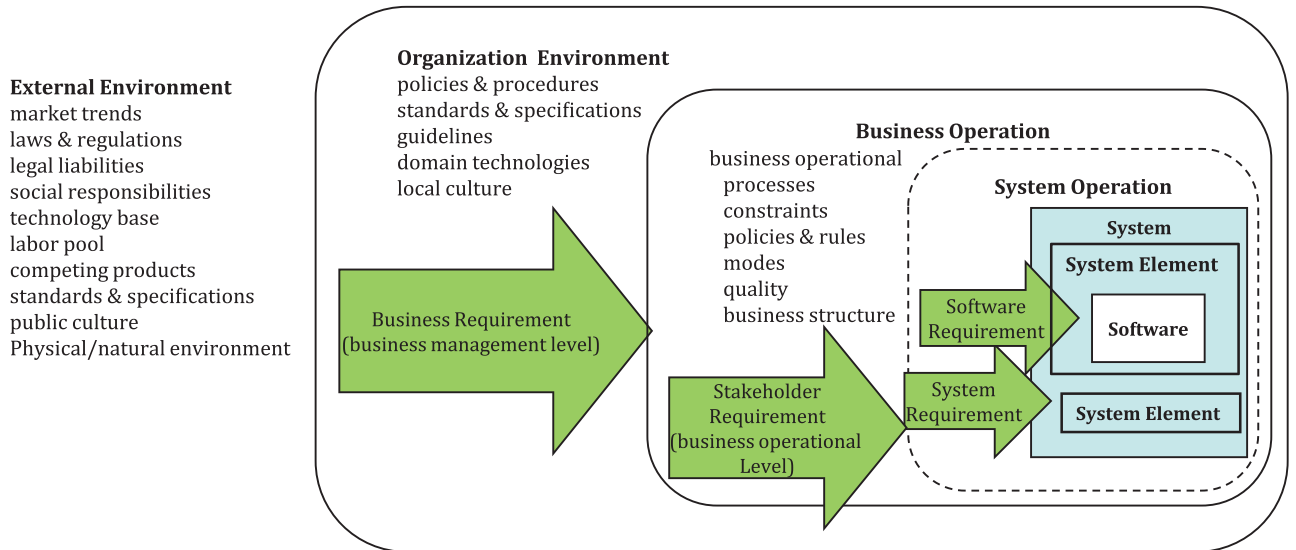 External Environment
market trends
laws & regulations
legal liabilities
social responsibilities
technology base
labor pool
competing products
standards & specifications
public culture
Physical/natural environment
Organization Environment
policies & procedures
standards & specifications
guidelines
domain technologies
local culture
Business Requirement
(business management level)
Business Operation
business operational
processes
constraints
policies & rules
modes
quality
business structure
Stakeholder
Requirement
(business operational
Level)
System Operation
System
System Element
Software
Requirement
Software
System
Requirement
System Element